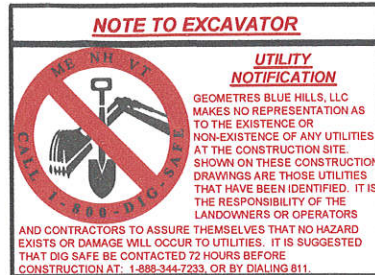 NOTE TO EXCAVATOR
ME NH VT
CALL 1-800-DIG-SAFE
UTILITY
NOTIFICATION
GEOMETRES BLUE HILLS, LLC
MAKES NO REPRESENTATION AS
TO THE EXISTENCE OR
NON-EXISTENCE OF ANY UTILITIES
AT THE CONSTRUCTION SITE.
SHOWN ON THESE CONSTRUCTION
DRAWINGS ARE THOSE UTILITIES
THAT HAVE BEEN IDENTIFIED. IT IS
THE RESPONSIBILITY OF THE
LANDOWNERS OR OPERATORS
AND CONTRACTORS TO ASSURE THEMSELVES THAT NO HAZARD
EXISTS OR DAMAGE WILL OCCUR TO UTILITIES. IT IS SUGGESTED
THAT DIG SAFE BE CONTACTED 72 HOURS BEFORE
CONSTRUCTION AT: 1-888-344-7233, OR BY DIALING 811.